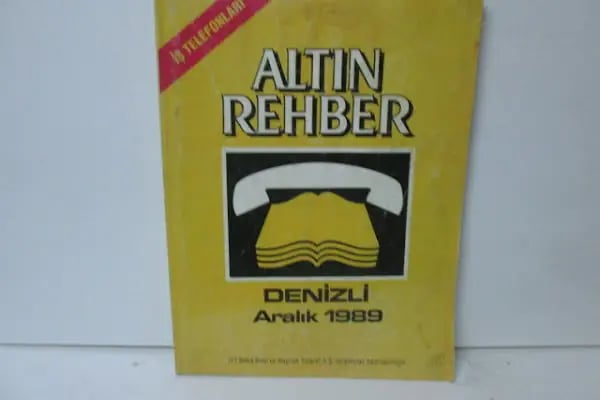 İŞ TELEFONLARI
ALTIN
REHBER
DENİZLİ
Aralık 1989